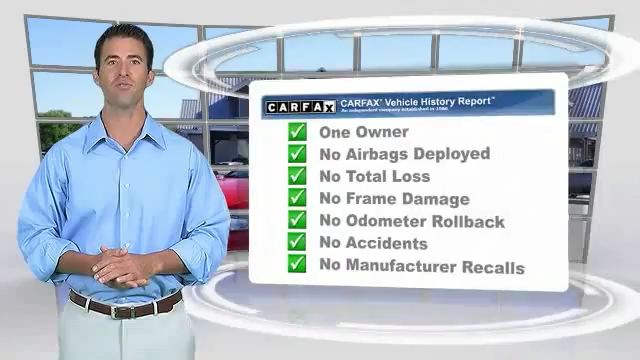 CARFAX CARFAX® Vehicle History Report™
An independent company established in 1986
One Owner
No Airbags Deployed
No Total Loss
No Frame Damage
No Odometer Rollback
No Accidents
No Manufacturer Recalls